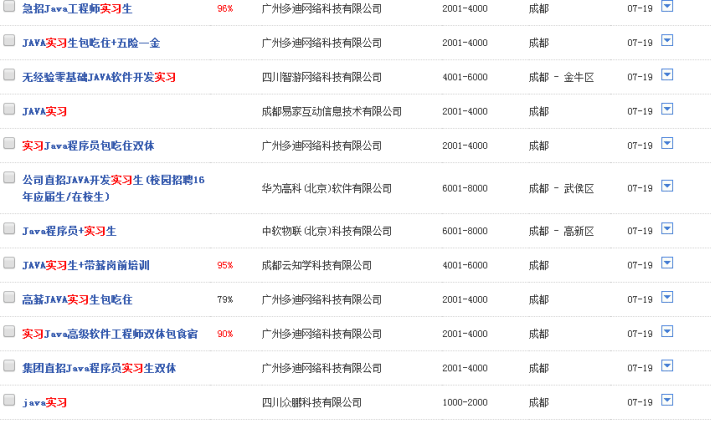 急招Java工程师实习生 96% 广州多迪网络科技有限公司 2001-4000 成都 07-19
JAVA实习生包吃住+五险一金 广州多迪网络科技有限公司 2001-4000 成都 07-19
无经验零基础JAVA软件开发实习 四川智游网络科技有限公司 4001-6000 成都 - 金牛区 07-19
JAVA实习 成都易家互动信息技术有限公司 2001-4000 成都 07-19
实习Java程序员包吃住双休 广州多迪网络科技有限公司 2001-4000 成都 07-19
公司直招JAVA开发实习生(校园招聘16
年应届生/在校生) 华为高科(北京)软件有限公司 6001-8000 成都 - 武侯区 07-19
Java程序员+实习生 中软物联(北京)科技有限公司 6001-8000 成都 - 高新区 07-19
JAVA实习生+带薪岗前培训 95% 成都云知学科技有限公司 4001-6000 成都 07-19
高薪JAVA实习生包吃住 79% 广州多迪网络科技有限公司 2001-4000 成都 07-19
实习Java高级软件工程师双休包食宿 90% 广州多迪网络科技有限公司 2001-4000 成都 07-19
集团直招Java程序员实习生双休 广州多迪网络科技有限公司 2001-4000 成都 07-19
java实习 四川众鹏科技有限公司 1000-2000 成都 07-19